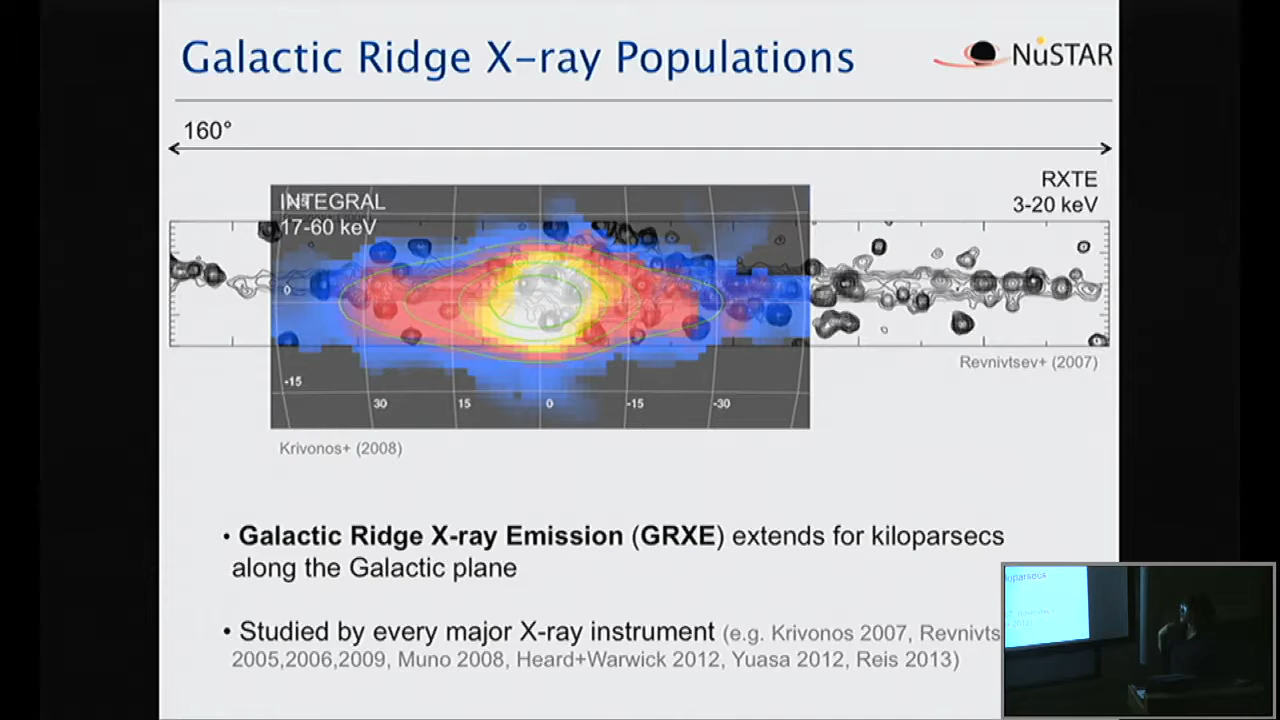 Galactic Ridge X-ray Populations
NuSTAR
160°
RXTE
3-20 keV
INTEGRAL
17-60 keV
0
-15
30 15 0 -15 -30
Revnivtsev+ (2007)
Krivonos+ (2008)
• Galactic Ridge X-ray Emission (GRXE) extends for kiloparsecs
along the Galactic plane
• Studied by every major X-ray instrument (e.g. Krivonos 2007, Revnivts
2005,2006,2009, Muno 2008, Heard+Warwick 2012, Yuasa 2012, Reis 2013)
loparsecs